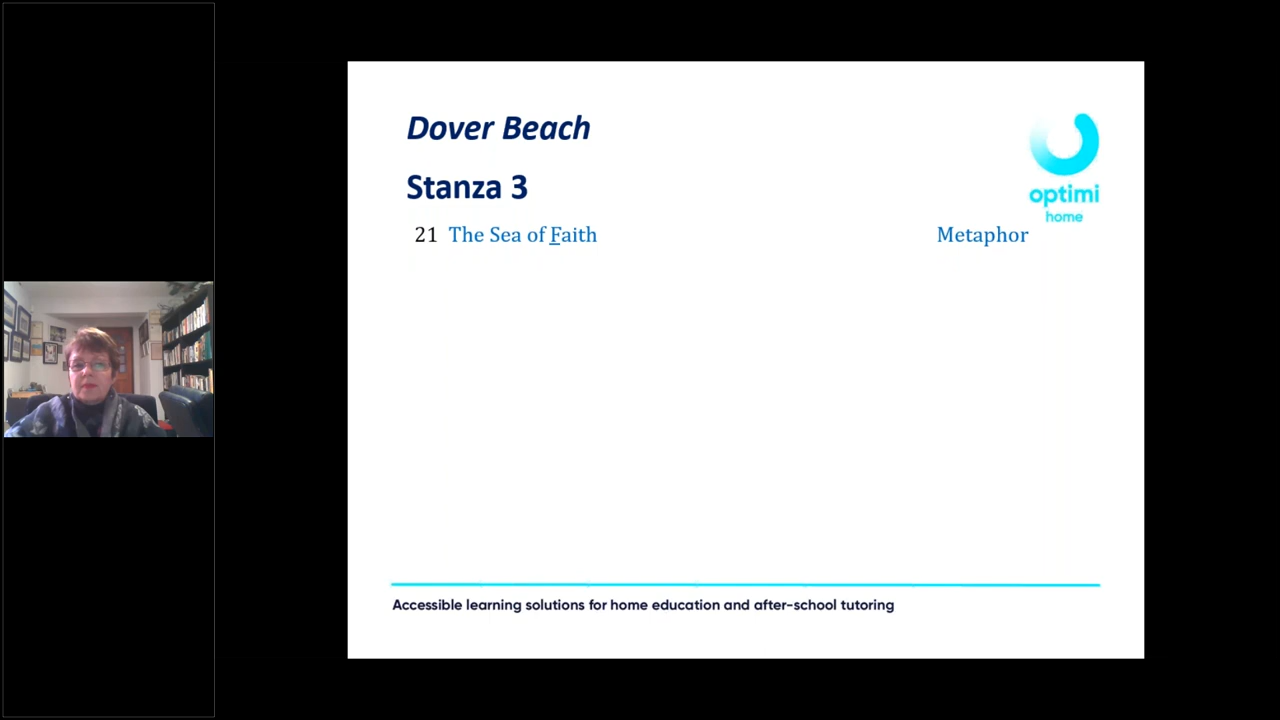 Dover Beach
Stanza 3
optimi
home
21 The Sea of Faith Metaphor
Accessible learning solutions for home education and after-school tutoring